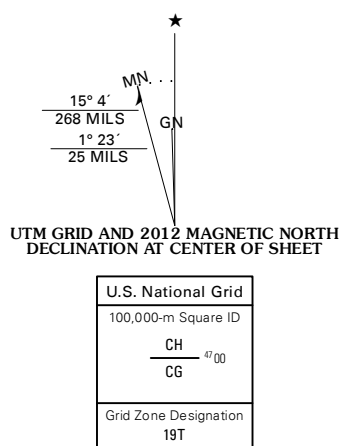 ★
MN
15° 4´
268 MILS
GN
1° 23´
25 MILS
UTM GRID AND 2012 MAGNETIC NORTH
DECLINATION AT CENTER OF SHEET
U.S. National Grid
100,000-m Square ID
CH
4700
CG
Grid Zone Designation
19T